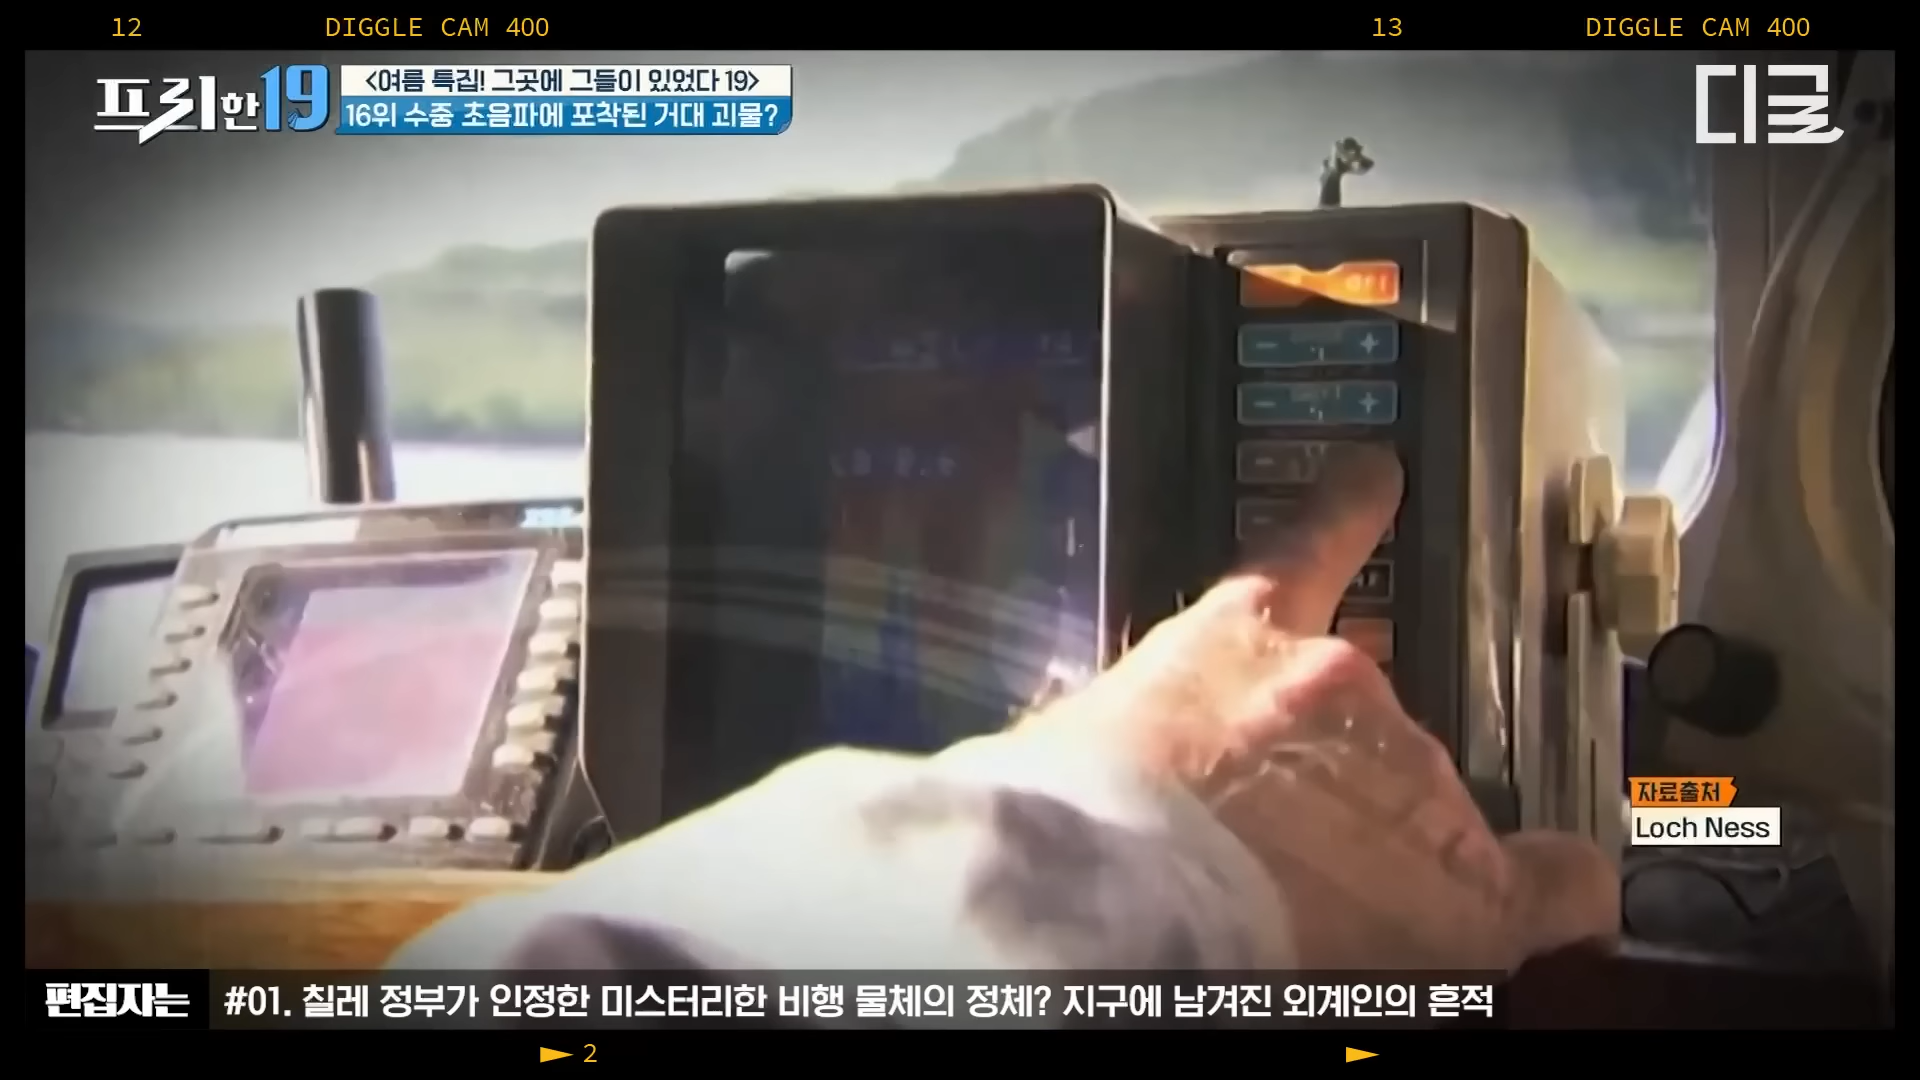 12 DIGGLE CAM 400 13 DIGGLE CAM 400
프리한19
<여름 특집! 그곳에 그들이 있었다 19>
16위 수중 초음파에 포착된 거대 괴물?
디글
자료출처
Loch Ness
편집자는
#01. 칠레 정부가 인정한 미스터리한 비행 물체의 정체? 지구에 남겨진 외계인의 흔적
2